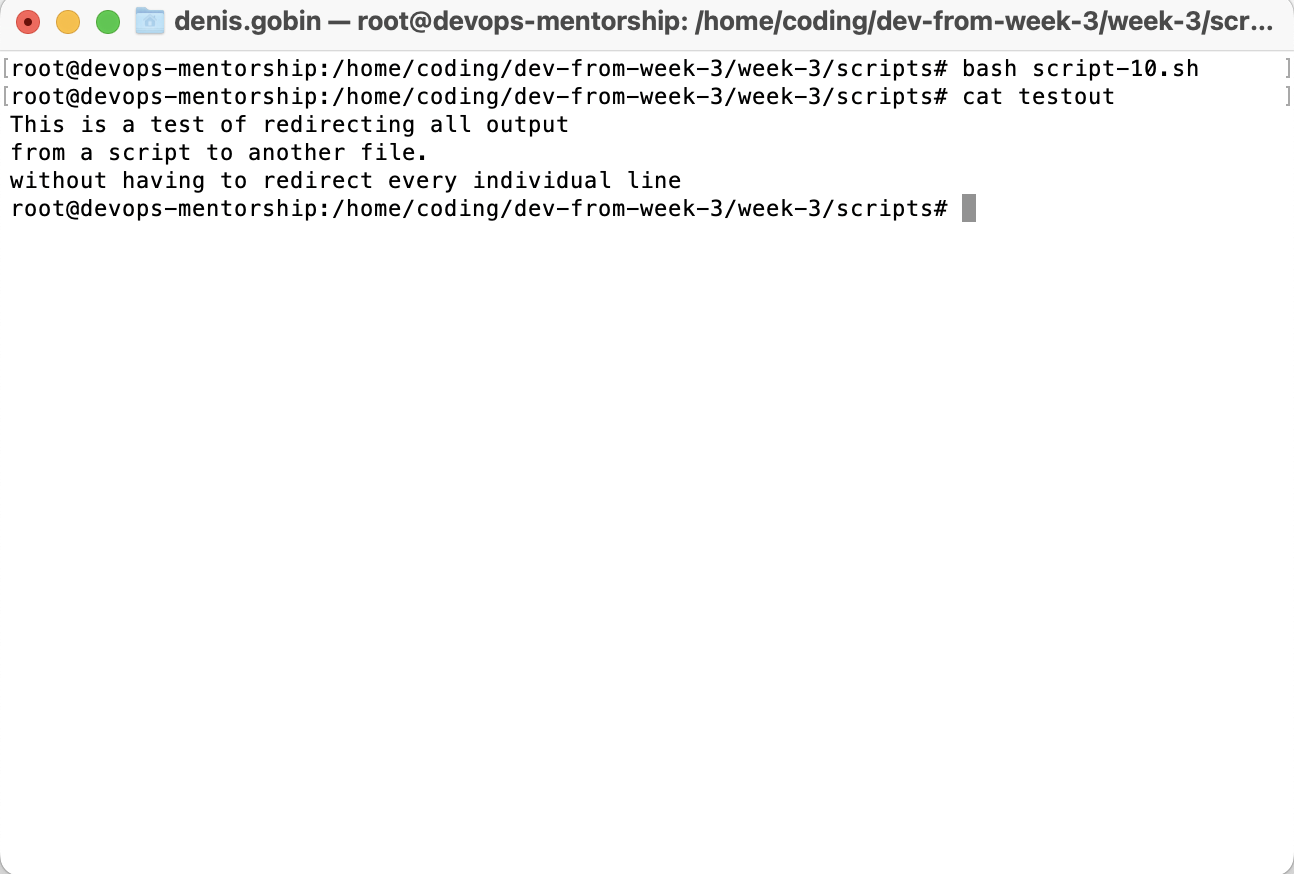 denis.gobin — root@devops-mentorship: /home/coding/dev-from-week-3/week-3/scr...
[root@devops-mentorship:/home/coding/dev-from-week-3/week-3/scripts# bash script-10.sh ]
[root@devops-mentorship:/home/coding/dev-from-week-3/week-3/scripts# cat testout ]
This is a test of redirecting all output
from a script to another file.
without having to redirect every individual line
root@devops-mentorship:/home/coding/dev-from-week-3/week-3/scripts#